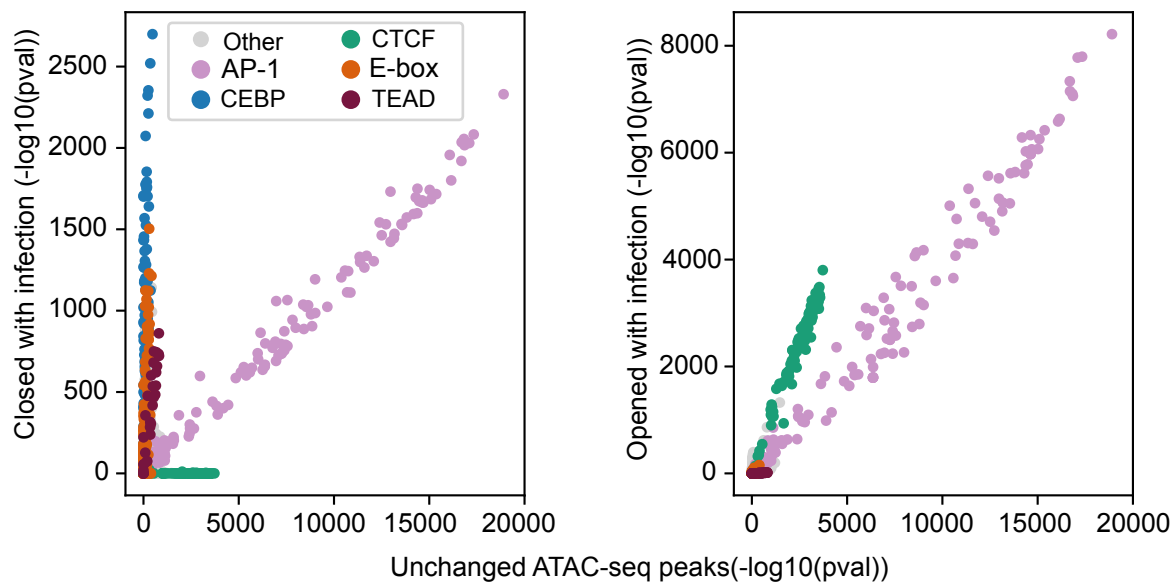 Closed with infection (-log10(pval))
2500
2000
1500
1000
500
0
0
5000
10000
15000
20000
Other
AP-1
CEBP
CTCF
E-box
TEAD
Opened with infection (-log10(pval))
8000
6000
4000
2000
0
0
5000
10000
15000
20000
Unchanged ATAC-seq peaks(-log10(pval))